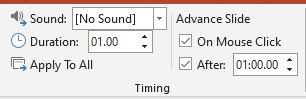 Sound: [No Sound] Advance Slide
Duration: 01.00 On Mouse Click
Apply To All After: 01:00.00
Timing